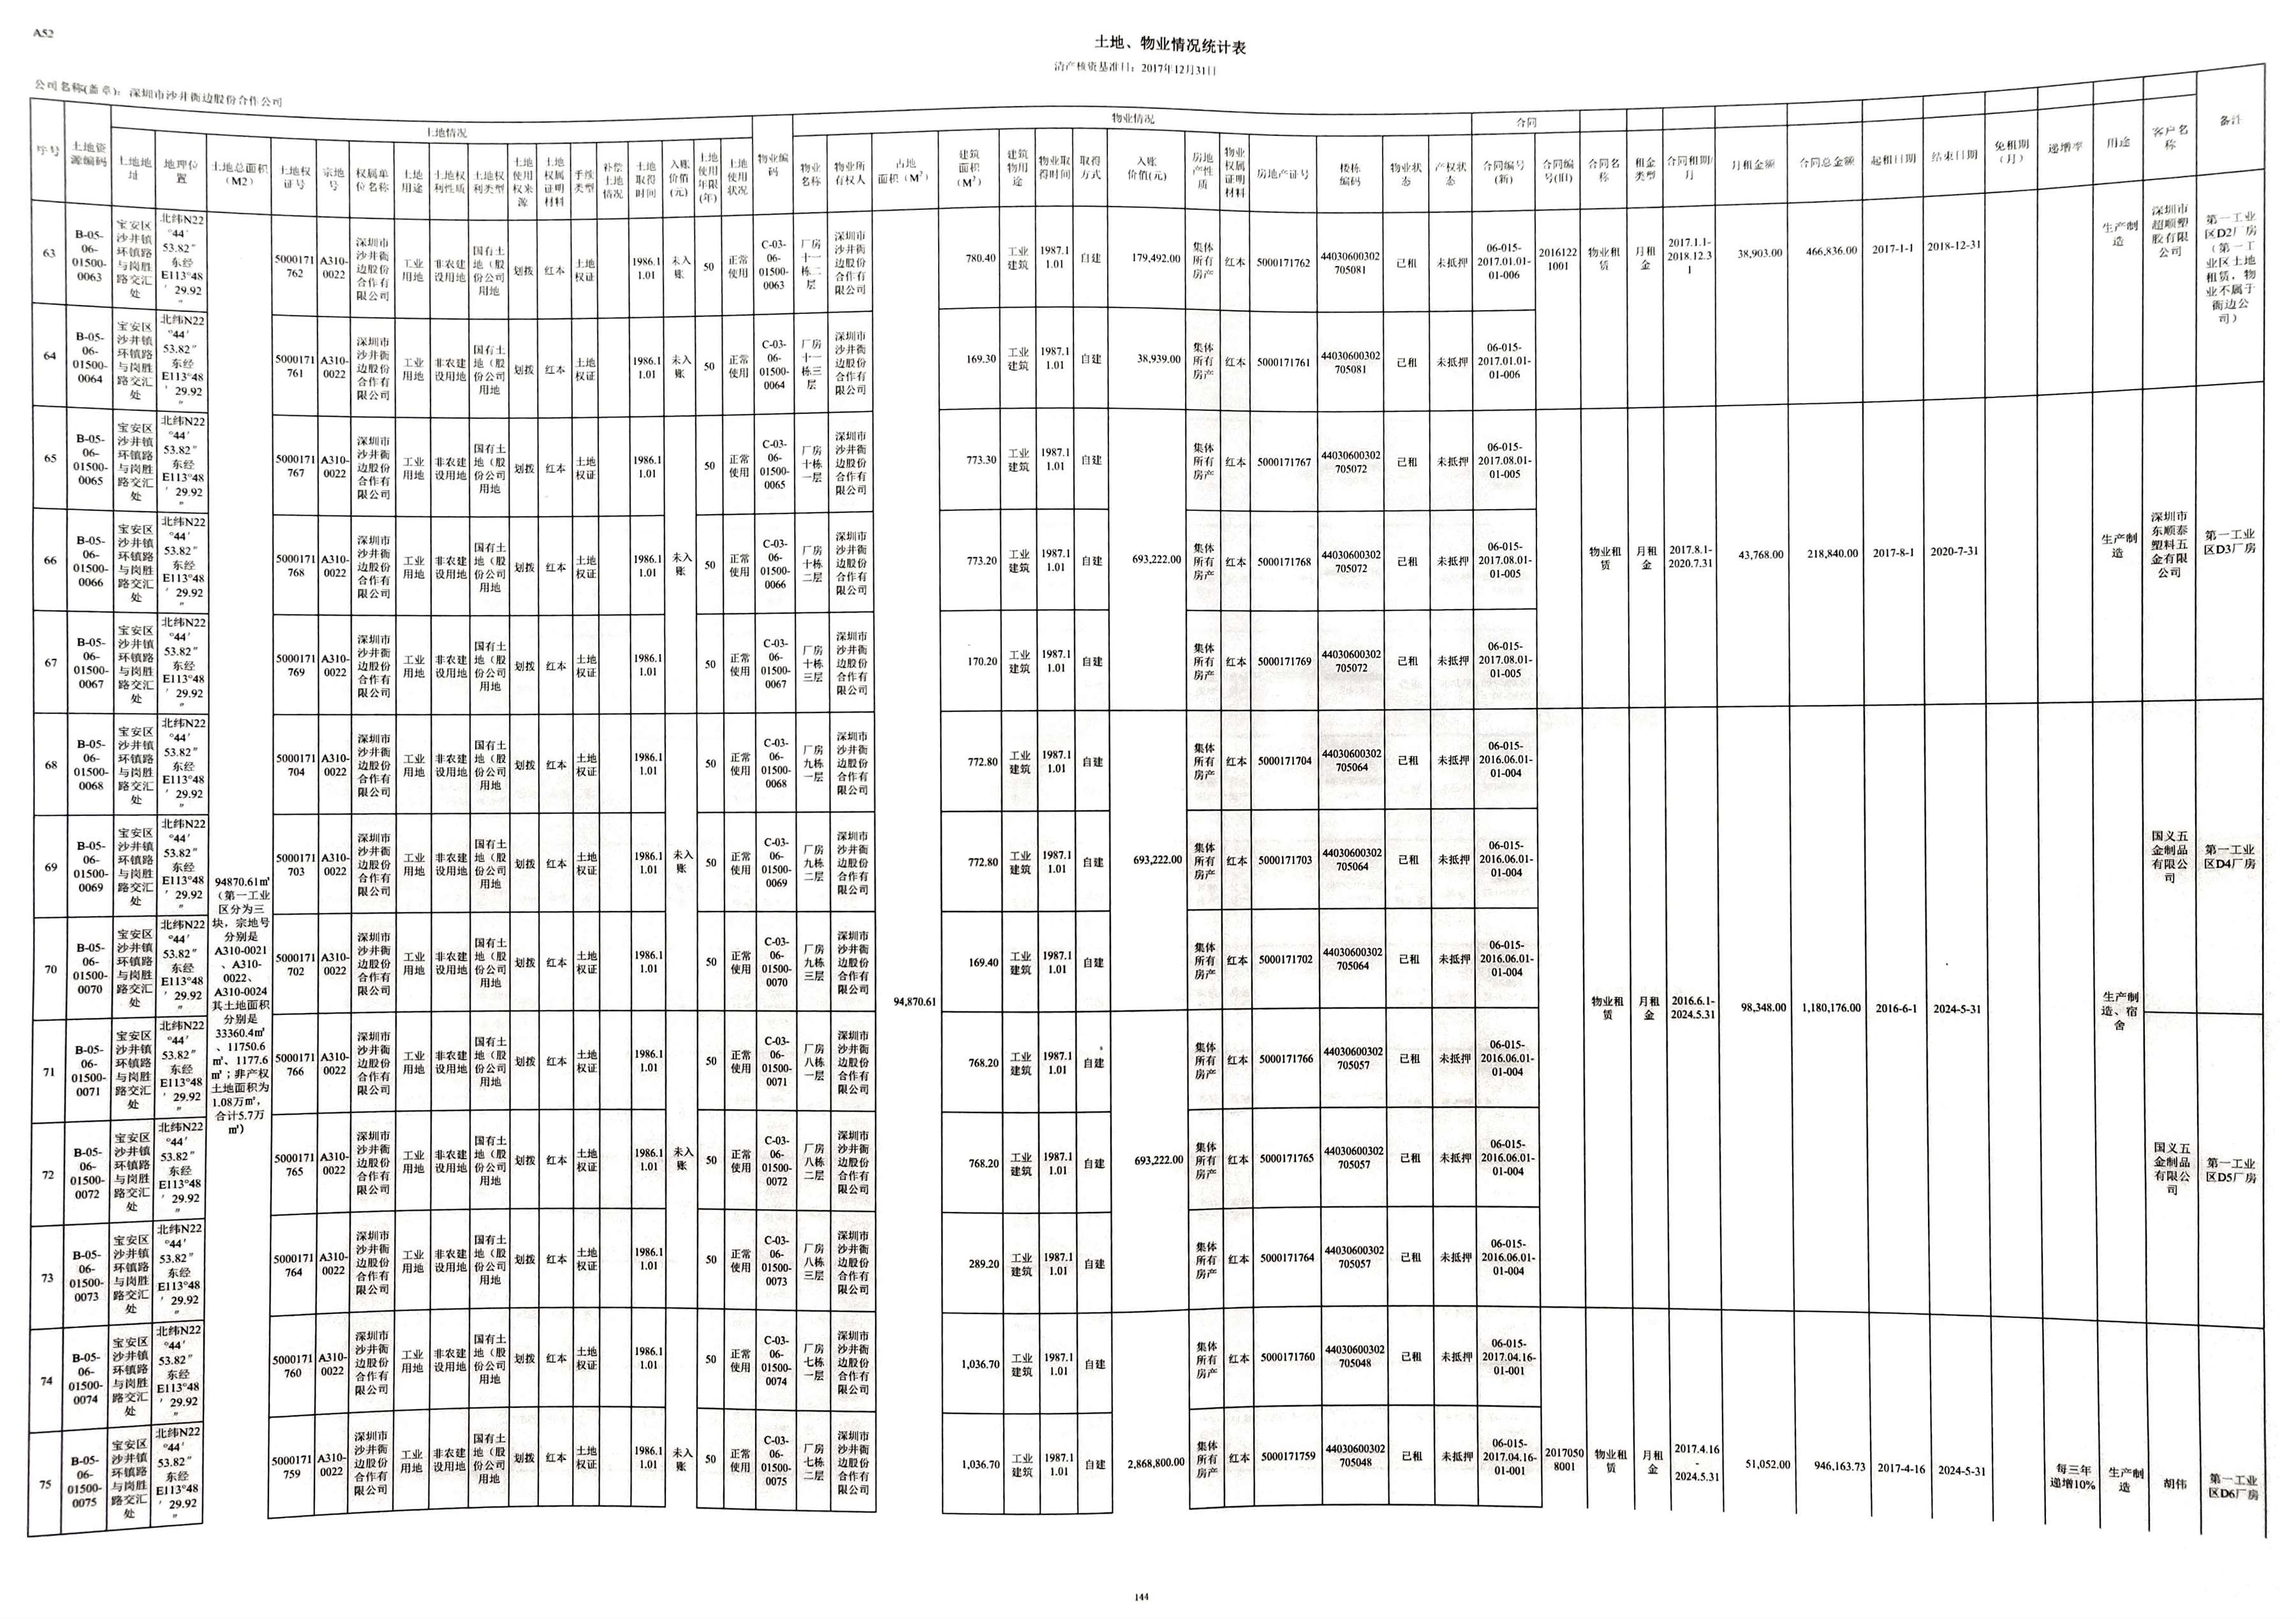 A52
土地、物业情况统计表
清产核资基准日：2017年12月31日
公司名称(盖章)：深圳市沙井衙边股份合作公司
土地情况 物业情况 合同
序号 土地资源编码 土地地址 地理位置 土地总面积（M2） 土地权证号 宗地号 权属单位名称 土地用途 土地权利性质 土地权利类型 土地使用权来源 土地权属证明材料 手续类型 补偿土地情况 土地取得时间 入账价值(元) 土地使用年限(年) 土地使用状况 物业编码 物业名称 物业所有权人 占地面积（M²） 建筑面积（M²） 建筑物用途 物业取得时间 取得方式 入账价值(元) 房地产性质 物业权属证明材料 房地产证号 楼栋编码 物业状态 产权状态 合同编号(新) 合同编号(旧) 合同名称 租金类型 合同租期/月 月租金额 合同总金额 起租日期 结束日期 免租期（月） 递增率 用途 客户名称 备注
63 B-05-06-01500-0063 宝安区沙井镇环镇路与岗胜路交汇处 北纬N22°44′53.82″东经E113°48′29.92″ 5000171762 A310-0022 深圳市沙井衙边股份合作有限公司 工业用地 非农建设用地 国有土地（股份公司用地 划拨 红本 土地权证 1986.11.01 未入账 50 正常使用 C-03-06-01500-0063 厂房十一栋二层 深圳市沙井衙边股份合作有限公司 780.40 工业建筑 1987.11.01 自建 179,492.00 集体所有房产 红本 5000171762 44030600302705081 已租 未抵押 06-015-2017.01.01-01-006 20161221001 物业租赁 月租金 2017.1.1-2018.12.31 38,903.00 466,836.00 2017-1-1 2018-12-31 生产制造 深圳市超顺塑胶有限公司 第一工业区D2厂房（第一工业区土地租赁，物业不属于衙边公司）
64 B-05-06-01500-0064 宝安区沙井镇环镇路与岗胜路交汇处 北纬N22°44′53.82″东经E113°48′29.92″ 5000171761 A310-0022 深圳市沙井衙边股份合作有限公司 工业用地 非农建设用地 国有土地（股份公司用地 划拨 红本 土地权证 1986.11.01 未入账 50 正常使用 C-03-06-01500-0064 厂房十一栋三层 深圳市沙井衙边股份合作有限公司 169.30 工业建筑 1987.11.01 自建 38,939.00 集体所有房产 红本 5000171761 44030600302705081 已租 未抵押 06-015-2017.01.01-01-006
65 B-05-06-01500-0065 宝安区沙井镇环镇路与岗胜路交汇处 北纬N22°44′53.82″东经E113°48′29.92″ 5000171767 A310-0022 深圳市沙井衙边股份合作有限公司 工业用地 非农建设用地 国有土地（股份公司用地 划拨 红本 土地权证 1986.11.01 50 正常使用 C-03-06-01500-0065 厂房十栋一层 深圳市沙井衙边股份合作有限公司 773.30 工业建筑 1987.11.01 自建 集体所有房产 红本 5000171767 44030600302705072 已租 未抵押 06-015-2017.08.01-01-005
66 B-05-06-01500-0066 宝安区沙井镇环镇路与岗胜路交汇处 北纬N22°44′53.82″东经E113°48′29.92″ 5000171768 A310-0022 深圳市沙井衙边股份合作有限公司 工业用地 非农建设用地 国有土地（股份公司用地 划拨 红本 土地权证 1986.11.01 未入账 50 正常使用 C-03-06-01500-0066 厂房十栋二层 深圳市沙井衙边股份合作有限公司 773.20 工业建筑 1987.11.01 自建 693,222.00 集体所有房产 红本 5000171768 44030600302705072 已租 未抵押 06-015-2017.08.01-01-005 物业租赁 月租金 2017.8.1-2020.7.31 43,768.00 218,840.00 2017-8-1 2020-7-31 生产制造 深圳市东顺泰塑料五金有限公司 第一工业区D3厂房
67 B-05-06-01500-0067 宝安区沙井镇环镇路与岗胜路交汇处 北纬N22°44′53.82″东经E113°48′29.92″ 5000171769 A310-0022 深圳市沙井衙边股份合作有限公司 工业用地 非农建设用地 国有土地（股份公司用地 划拨 红本 土地权证 1986.11.01 50 正常使用 C-03-06-01500-0067 厂房十栋三层 深圳市沙井衙边股份合作有限公司 170.20 工业建筑 1987.11.01 自建 集体所有房产 红本 5000171769 44030600302705072 已租 未抵押 06-015-2017.08.01-01-005
68 B-05-06-01500-0068 宝安区沙井镇环镇路与岗胜路交汇处 北纬N22°44′53.82″东经E113°48′29.92″ 5000171704 A310-0022 深圳市沙井衙边股份合作有限公司 工业用地 非农建设用地 国有土地（股份公司用地 划拨 红本 土地权证 1986.11.01 50 正常使用 C-03-06-01500-0068 厂房九栋一层 深圳市沙井衙边股份合作有限公司 772.80 工业建筑 1987.11.01 自建 集体所有房产 红本 5000171704 44030600302705064 已租 未抵押 06-015-2016.06.01-01-004
69 B-05-06-01500-0069 宝安区沙井镇环镇路与岗胜路交汇处 北纬N22°44′53.82″东经E113°48′29.92″ 5000171703 A310-0022 深圳市沙井衙边股份合作有限公司 工业用地 非农建设用地 国有土地（股份公司用地 划拨 红本 土地权证 1986.11.01 未入账 50 正常使用 C-03-06-01500-0069 厂房九栋二层 深圳市沙井衙边股份合作有限公司 772.80 工业建筑 1987.11.01 自建 693,222.00 集体所有房产 红本 5000171703 44030600302705064 已租 未抵押 06-015-2016.06.01-01-004 国义五金制品有限公司 第一工业区D4厂房
94870.61㎡（第一工业区分为三块，宗地号分别是A310-0021、A310-0022、A310-0024其土地面积分别是33360.4㎡、11750.6㎡、1177.6㎡；非产权土地面积为1.08万㎡，合计5.7万㎡）
70 B-05-06-01500-0070 宝安区沙井镇环镇路与岗胜路交汇处 北纬N22°44′53.82″东经E113°48′29.92″ 5000171702 A310-0022 深圳市沙井衙边股份合作有限公司 工业用地 非农建设用地 国有土地（股份公司用地 划拨 红本 土地权证 1986.11.01 50 正常使用 C-03-06-01500-0070 厂房九栋三层 深圳市沙井衙边股份合作有限公司 94,870.61 169.40 工业建筑 1987.11.01 自建 集体所有房产 红本 5000171702 44030600302705064 已租 未抵押 06-015-2016.06.01-01-004 物业租赁 月租金 2016.6.1-2024.5.31 98,348.00 1,180,176.00 2016-6-1 2024-5-31 生产制造、宿舍
71 B-05-06-01500-0071 宝安区沙井镇环镇路与岗胜路交汇处 北纬N22°44′53.82″东经E113°48′29.92″ 5000171766 A310-0022 深圳市沙井衙边股份合作有限公司 工业用地 非农建设用地 国有土地（股份公司用地 划拨 红本 土地权证 1986.11.01 50 正常使用 C-03-06-01500-0071 厂房八栋一层 深圳市沙井衙边股份合作有限公司 768.20 工业建筑 1987.11.01 自建 集体所有房产 红本 5000171766 44030600302705057 已租 未抵押 06-015-2016.06.01-01-004
72 B-05-06-01500-0072 宝安区沙井镇环镇路与岗胜路交汇处 北纬N22°44′53.82″东经E113°48′29.92″ 5000171765 A310-0022 深圳市沙井衙边股份合作有限公司 工业用地 非农建设用地 国有土地（股份公司用地 划拨 红本 土地权证 1986.11.01 未入账 50 正常使用 C-03-06-01500-0072 厂房八栋二层 深圳市沙井衙边股份合作有限公司 768.20 工业建筑 1987.11.01 自建 693,222.00 集体所有房产 红本 5000171765 44030600302705057 已租 未抵押 06-015-2016.06.01-01-004 国义五金制品有限公司 第一工业区D5厂房
73 B-05-06-01500-0073 宝安区沙井镇环镇路与岗胜路交汇处 北纬N22°44′53.82″东经E113°48′29.92″ 5000171764 A310-0022 深圳市沙井衙边股份合作有限公司 工业用地 非农建设用地 国有土地（股份公司用地 划拨 红本 土地权证 1986.11.01 50 正常使用 C-03-06-01500-0073 厂房八栋三层 深圳市沙井衙边股份合作有限公司 289.20 工业建筑 1987.11.01 自建 集体所有房产 红本 5000171764 44030600302705057 已租 未抵押 06-015-2016.06.01-01-004
74 B-05-06-01500-0074 宝安区沙井镇环镇路与岗胜路交汇处 北纬N22°44′53.82″东经E113°48′29.92″ 5000171760 A310-0022 深圳市沙井衙边股份合作有限公司 工业用地 非农建设用地 国有土地（股份公司用地 划拨 红本 土地权证 1986.11.01 50 正常使用 C-03-06-01500-0074 厂房七栋一层 深圳市沙井衙边股份合作有限公司 1,036.70 工业建筑 1987.11.01 自建 集体所有房产 红本 5000171760 44030600302705048 已租 未抵押 06-015-2017.04.16-01-001
75 B-05-06-01500-0075 宝安区沙井镇环镇路与岗胜路交汇处 北纬N22°44′53.82″东经E113°48′29.92″ 5000171759 A310-0022 深圳市沙井衙边股份合作有限公司 工业用地 非农建设用地 国有土地（股份公司用地 划拨 红本 土地权证 1986.11.01 未入账 50 正常使用 C-03-06-01500-0075 厂房七栋二层 深圳市沙井衙边股份合作有限公司 1,036.70 工业建筑 1987.11.01 自建 2,868,800.00 集体所有房产 红本 5000171759 44030600302705048 已租 未抵押 06-015-2017.04.16-01-001 20170508001 物业租赁 月租金 2017.4.16-2024.5.31 51,052.00 946,163.73 2017-4-16 2024-5-31 每三年递增10% 生产制造 胡伟 第一工业区D6厂房
144